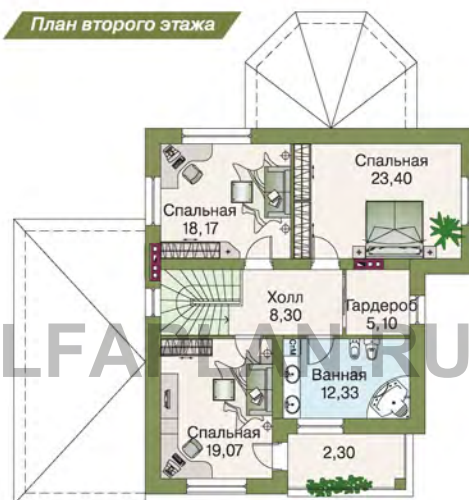 План второго этажа
Спальная
23,40
Спальная
18,17
Холл
8,30
Гардероб
5,10
LFAPLAN.RU
СтМ
Ванная
12,33
Спальная
19,07
2,30